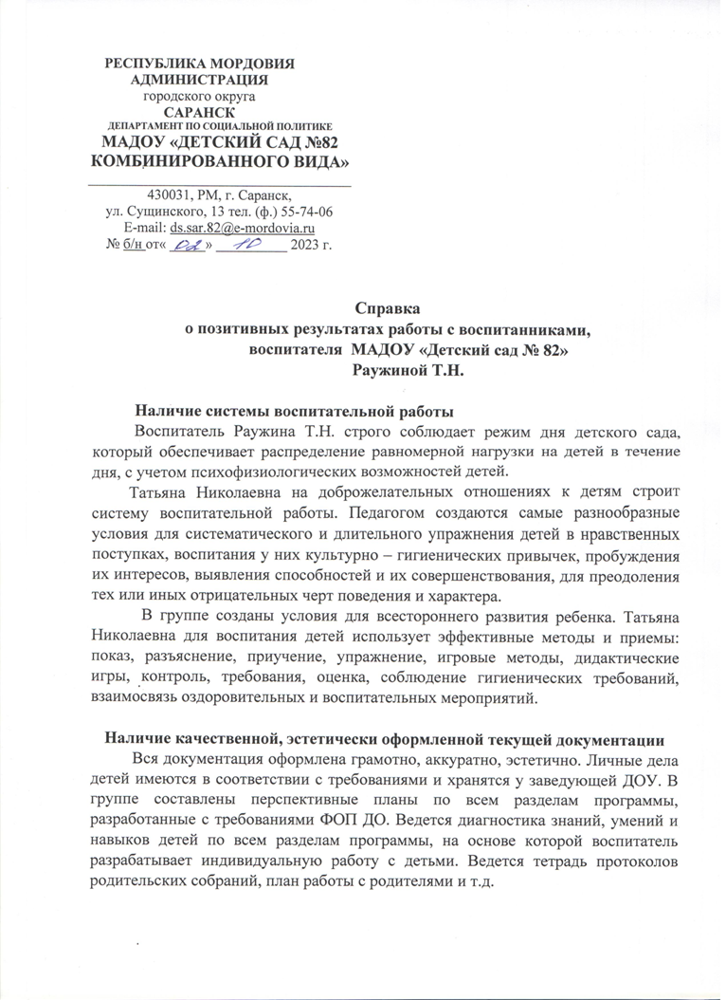 РЕСПУБЛИКА МОРДОВИЯ
АДМИНИСТРАЦИЯ
городского округа
САРАНСК
ДЕПАРТАМЕНТ ПО СОЦИАЛЬНОЙ ПОЛИТИКЕ
МАДОУ «ДЕТСКИЙ САД №82
КОМБИНИРОВАННОГО ВИДА»
430031, РМ, г. Саранск,
ул. Сущинского, 13 тел. (ф.) 55-74-06
E-mail: ds.sar.82@e-mordovia.ru
№ б/н от« 02 » 10 2023 г.
Справка
о позитивных результатах работы с воспитанниками,
воспитателя МАДОУ «Детский сад № 82»
Раужиной Т.Н.
Наличие системы воспитательной работы
Воспитатель Раужина Т.Н. строго соблюдает режим дня детского сада,
который обеспечивает распределение равномерной нагрузки на детей в течение
дня, с учетом психофизиологических возможностей детей.
Татьяна Николаевна на доброжелательных отношениях к детям строит
систему воспитательной работы. Педагогом создаются самые разнообразные
условия для систематического и длительного упражнения детей в нравственных
поступках, воспитания у них культурно – гигиенических привычек, пробуждения
их интересов, выявления способностей и их совершенствования, для преодоления
тех или иных отрицательных черт поведения и характера.
В группе созданы условия для всестороннего развития ребенка. Татьяна
Николаевна для воспитания детей использует эффективные методы и приемы:
показ, разъяснение, приучение, упражнение, игровые методы, дидактические
игры, контроль, требования, оценка, соблюдение гигиенических требований,
взаимосвязь оздоровительных и воспитательных мероприятий.
Наличие качественной, эстетически оформленной текущей документации
Вся документация оформлена грамотно, аккуратно, эстетично. Личные дела
детей имеются в соответствии с требованиями и хранятся у заведующей ДОУ. В
группе составлены перспективные планы по всем разделам программы,
разработанные с требованиями ФОП ДО. Ведется диагностика знаний, умений и
навыков детей по всем разделам программы, на основе которой воспитатель
разрабатывает индивидуальную работу с детьми. Ведется тетрадь протоколов
родительских собраний, план работы с родителями и т.д.